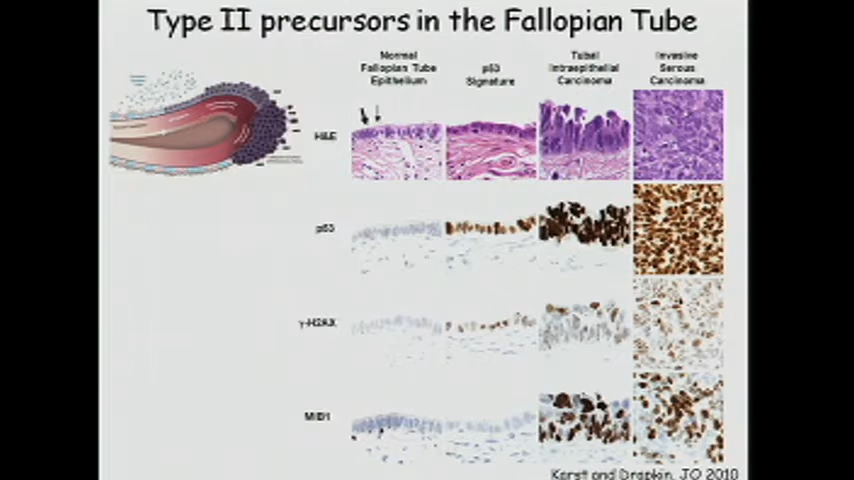 Type II precursors in the Fallopian Tube
Normal
Fallopian Tube
Epithelium
p53
Signature
Tubal
Intraepithelial
Carcinoma
Invasive
Serous
Carcinoma
H&E
p53
γ-H2AX
MIB1
Karst and Drapkin, JO 2010